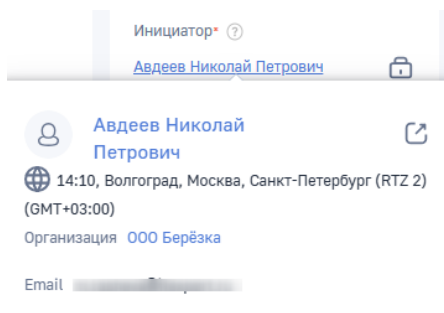 Инициатор* ?
Авдеев Николай Петрович
Авдеев Николай
Петрович
14:10, Волгоград, Москва, Санкт-Петербург (RTZ 2)
(GMT+03:00)
Организация ООО Берёзка
Email